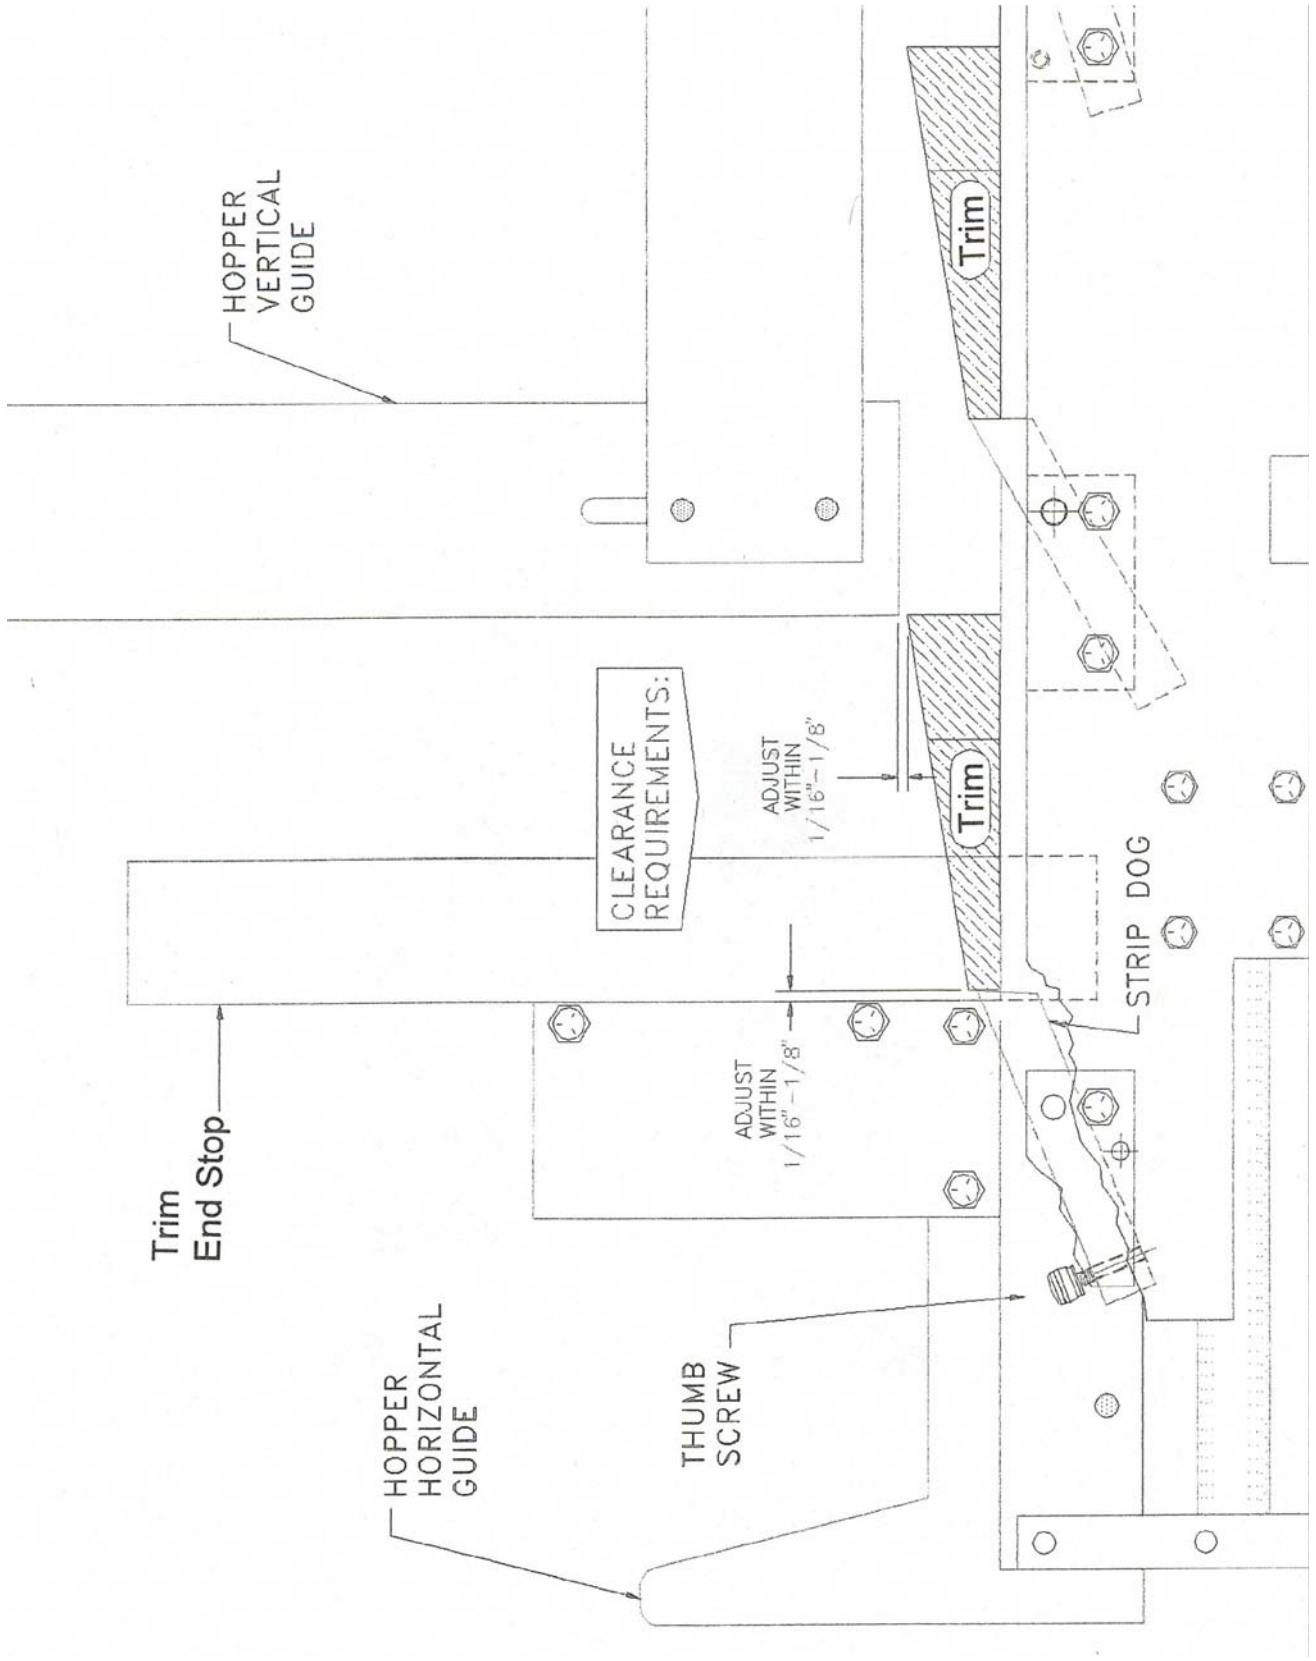 HOPPER
VERTICAL
GUIDE
Trim
CLEARANCE
REQUIREMENTS:
ADJUST
WITHIN
1/16"-1/8"
Trim
Trim
End Stop
ADJUST
WITHIN
1/16"-1/8"
STRIP DOG
HOPPER
HORIZONTAL
GUIDE
THUMB
SCREW